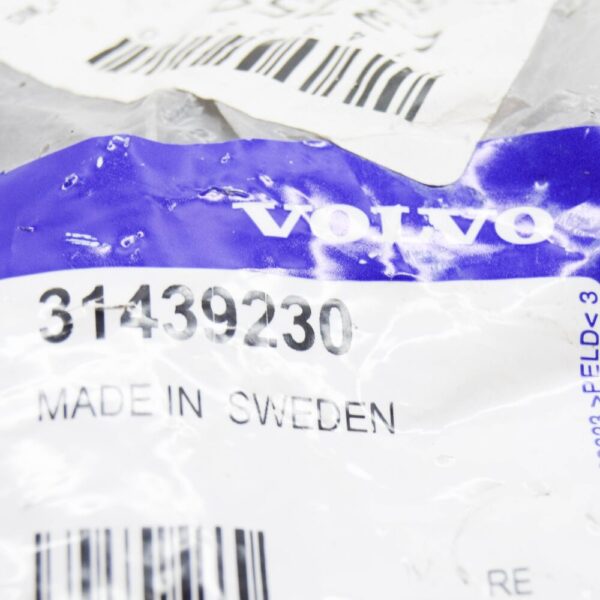 VOLVO
31439230
MADE IN SWEDEN
>PELD< 3
RE